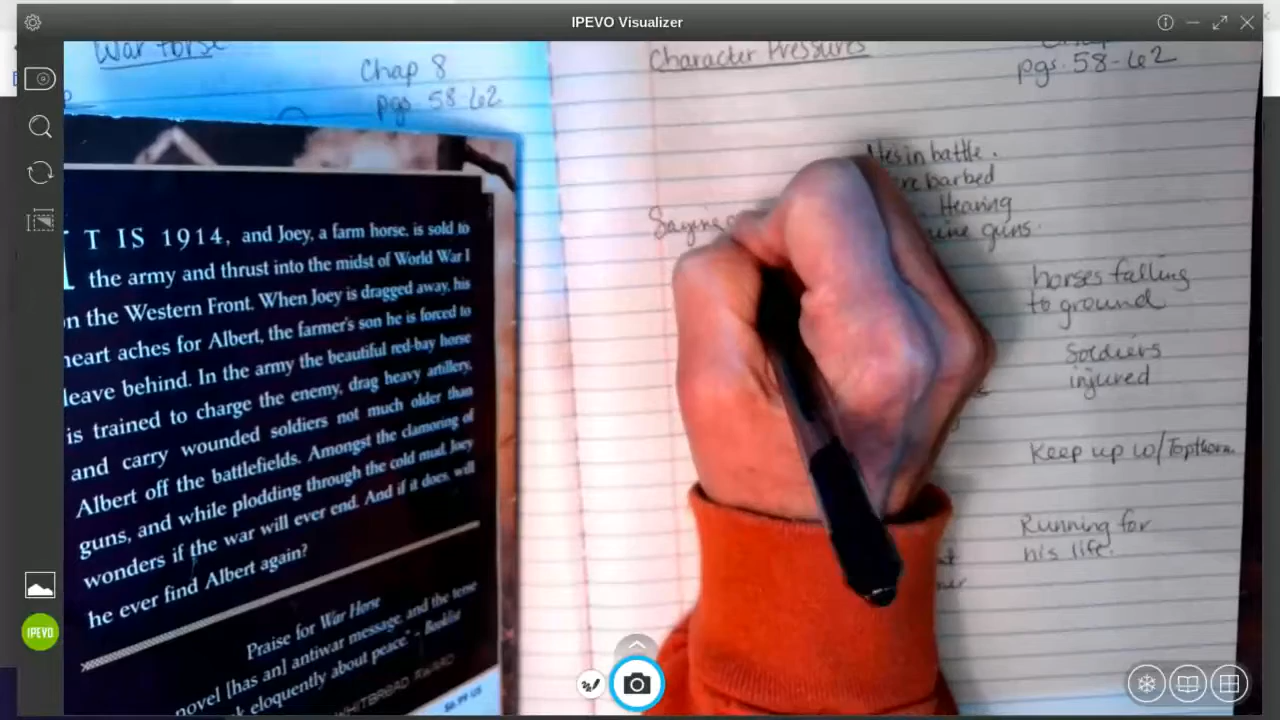 IPEVO Visualizer
War Horse
Chap 8
pgs. 58-62
T IS 1914, and Joey, a farm horse, is sold to
the army and thrust into the midst of World War I
n the Western Front. When Joey is dragged away, his
heart aches for Albert, the farmer's son he is forced to
leave behind. In the army the beautiful red-bay horse
is trained to charge the enemy, drag heavy artillery,
and carry wounded soldiers not much older than
Albert off the battlefields. Amongst the clamoring of
guns, and while plodding through the cold mud, Joey
wonders if the war will ever end. And if it does, will
he ever find Albert again?
Praise for War Horse
novel [has an] antiwar message, and the tense
eloquently about peace." - Booklist
WHITBREAD AWARD
$6.99 US
Character Pressures
pgs. 58-62
in battle.
barbed
Hearing
Saying
guns.
horses falling
to ground
Soldiers
injured
Keep up w/Topthorn.
Running for
his life.
IPEVO